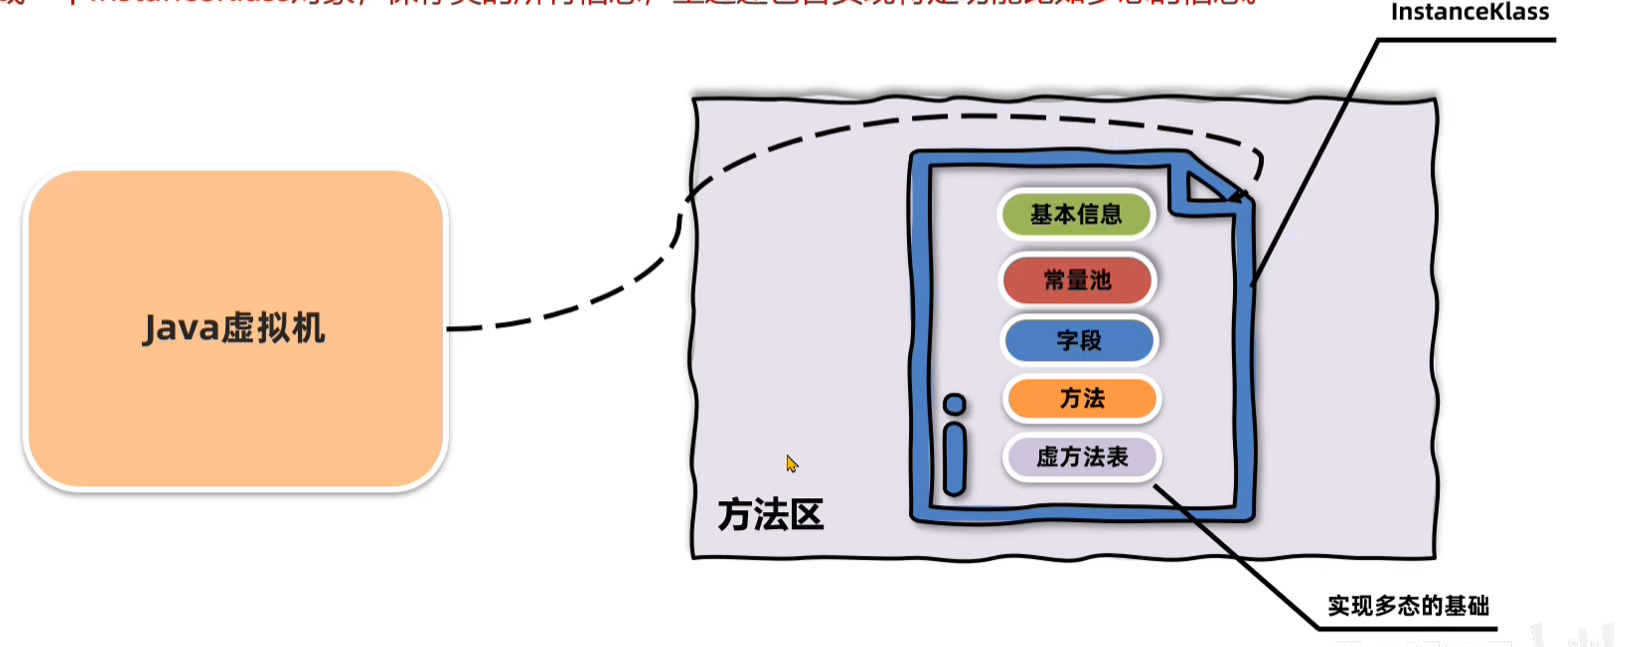 InstanceKlass
基本信息
常量池
Java虚拟机
字段
方法
虚方法表
方法区
实现多态的基础